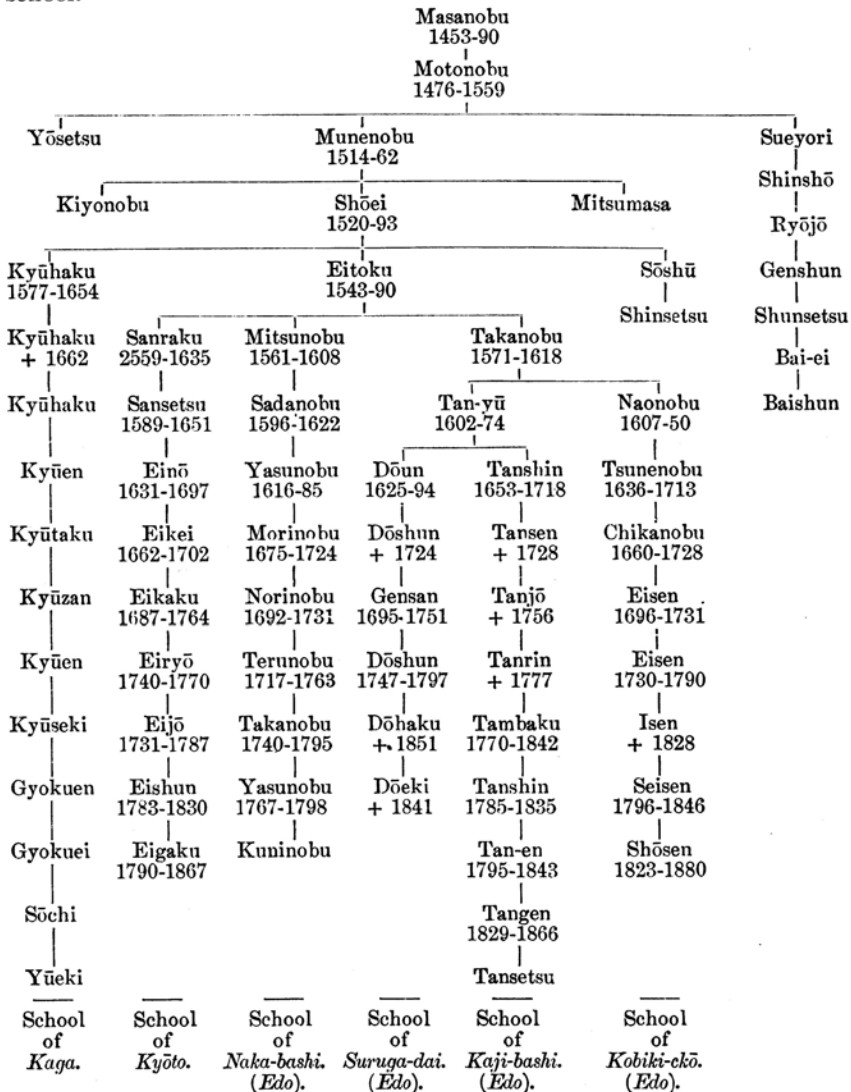 school.
Masanobu
1453-90
Motonobu
1476-1559
Yōsetsu Munenobu Sueyori
1514-62
Shinshō
Kiyonobu Shōei Mitsumasa
1520-93 Ryōjō
Kyūhaku Eitoku Sōshū Genshun
1577-1654 1543-90
Shinsetsu Shunsetsu
Kyūhaku Sanraku Mitsunobu Takanobu Bai-ei
+ 1662 2559-1635 1561-1608 1571-1618
Kyūhaku Sansetsu Sadanobu Tan-yū Naonobu Baishun
1589-1651 1596-1622 1602-74 1607-50
Kyūen Einō Yasunobu Dōun Tanshin Tsunenobu
1631-1697 1616-85 1625-94 1653-1718 1636-1713
Kyūtaku Eikei Morinobu Dōshun Tansen Chikanobu
1662-1702 1675-1724 + 1724 + 1728 1660-1728
Kyūzan Eikaku Norinobu Gensan Tanjō Eisen
1687-1764 1692-1731 1695-1751 + 1756 1696-1731
Kyūen Eiryō Terunobu Dōshun Tanrin Eisen
1740-1770 1717-1763 1747-1797 + 1777 1730-1790
Kyūseki Eijō Takanobu Dōhaku Tambaku Isen
1731-1787 1740-1795 + 1851 1770-1842 + 1828
Gyokuen Eishun Yasunobu Dōeki Tanshin Seisen
1783-1830 1767-1798 + 1841 1785-1835 1796-1846
Gyokuei Eigaku Kuninobu Tan-en Shōsen
1790-1867 1795-1843 1823-1880
Sōchi Tangen
1829-1866
Yūeki Tansetsu
School School School School School School
of of of of of of
Kaga. Kyōto. Naka-bashi. Suruga-dai. Kaji-bashi. Kobiki-ckō.
(Edo). (Edo). (Edo). (Edo).